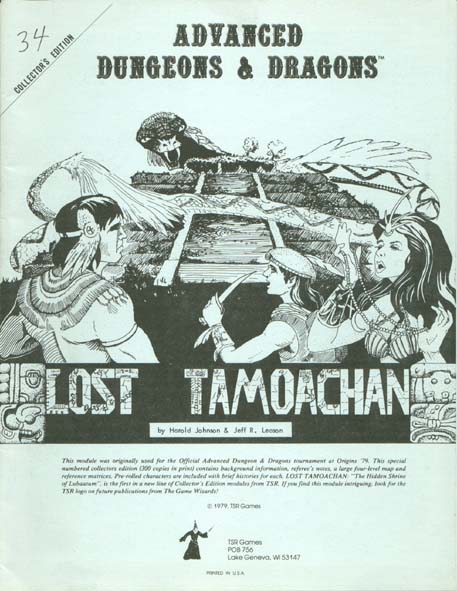 34
COLLECTOR'S EDITION
ADVANCED
DUNGEONS & DRAGONS™
LOST TAMOACHAN
by Harold Johnson & Jeff R. Leason
This module was originally used for the Official Advanced Dungeon & Dragons tournament at Origins '79. This special
numbered collectors edition (300 copies in print) contains background information, referee's notes, a large four-level map and
reference matrices. Pre-rolled characters are included with brief histories for each. LOST TAMOACHAN: "The Hidden Shrine
of Lubaatum", is the first in a new line of Collector's Edition modules from TSR. If you find this module intriguing, look for the
TSR logo on future publications from The Game Wizards!
© 1979, TSR Games
TSR Games
POB 756
Lake Geneva, WI 53147
PRINTED IN U.S.A.